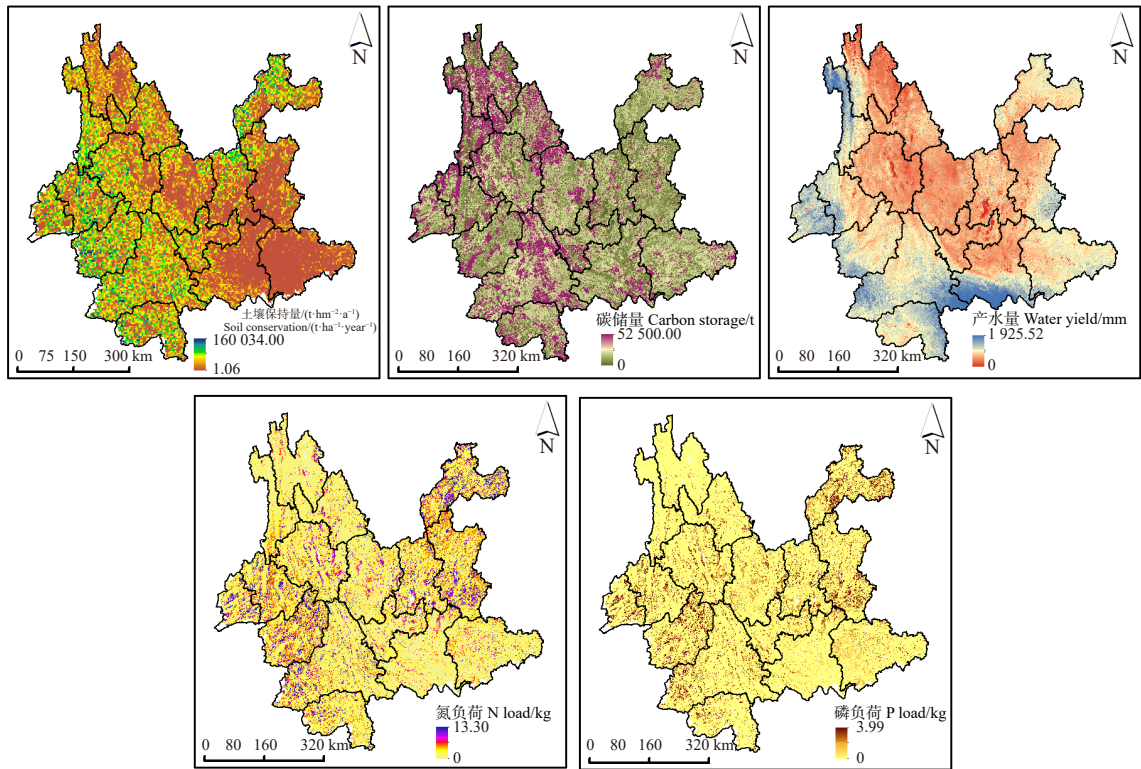 N
土壤保持量/(t·hm⁻²·a⁻¹)
Soil conservation/(t·ha⁻¹·year⁻¹)
160 034.00
1.06
0 75 150 300 km
N
碳储量 Carbon storage/t
52 500.00
0
0 80 160 320 km
N
产水量 Water yield/mm
1 925.52
0
0 80 160 320 km
N
氮负荷 N load/kg
13.30
0
0 80 160 320 km
N
磷负荷 P load/kg
3.99
0
0 80 160 320 km